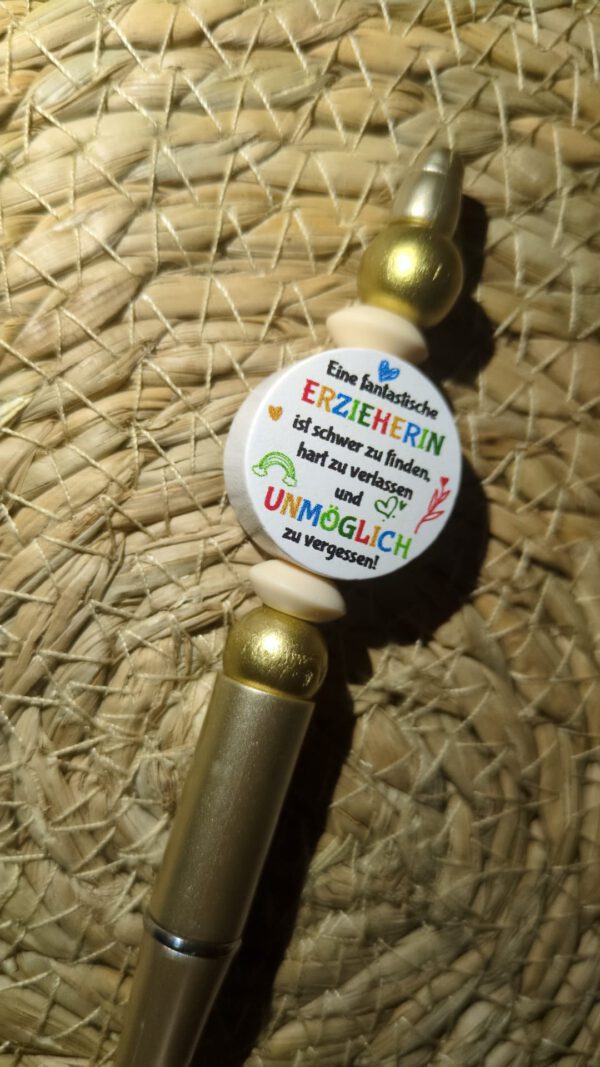 Eine fantastische
ERZIEHERIN
ist schwer zu finden,
hart zu verlassen
und
UNMÖGLICH
zu vergessen!